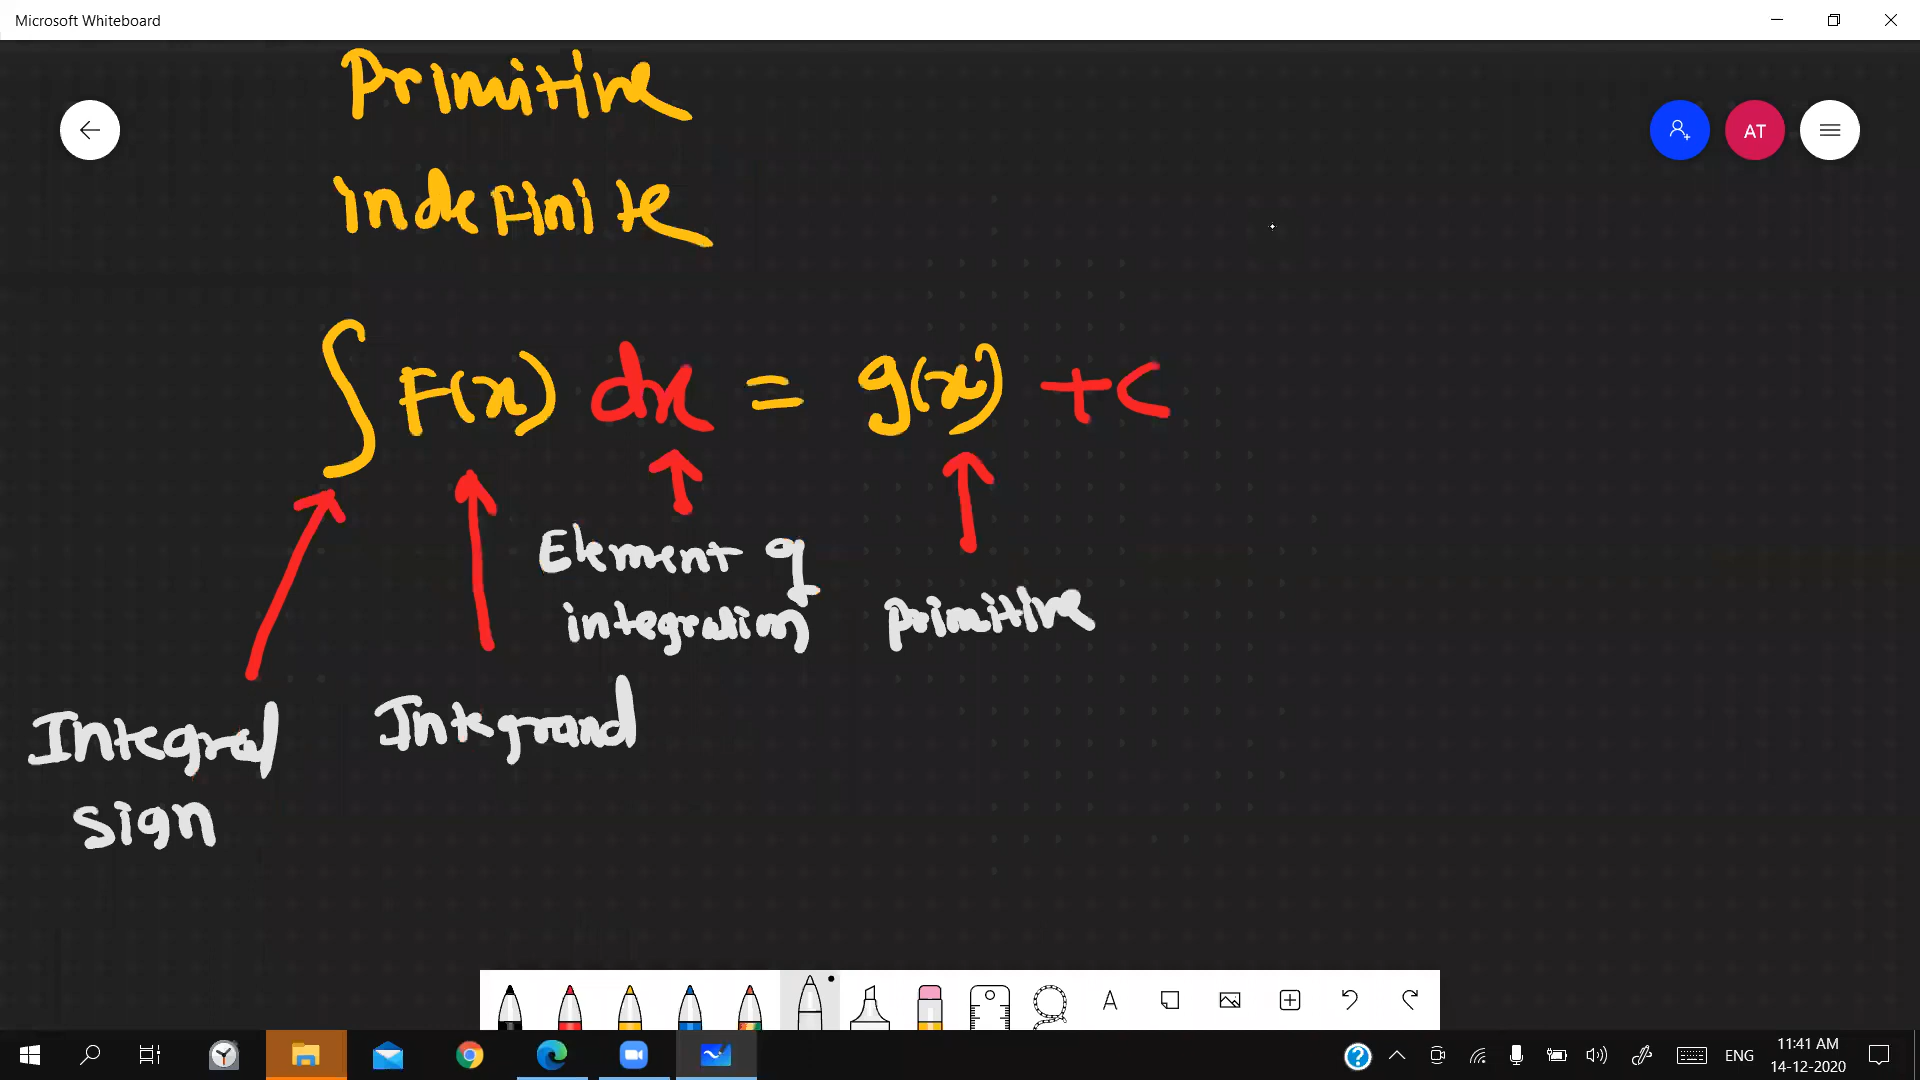 Microsoft Whiteboard
Primitive
indefinite
AT
∫ F(x) dx = g(x) + c
Element of
integration
primitive
Integral
sign
Integrand
A
ENG
11:41 AM
14-12-2020